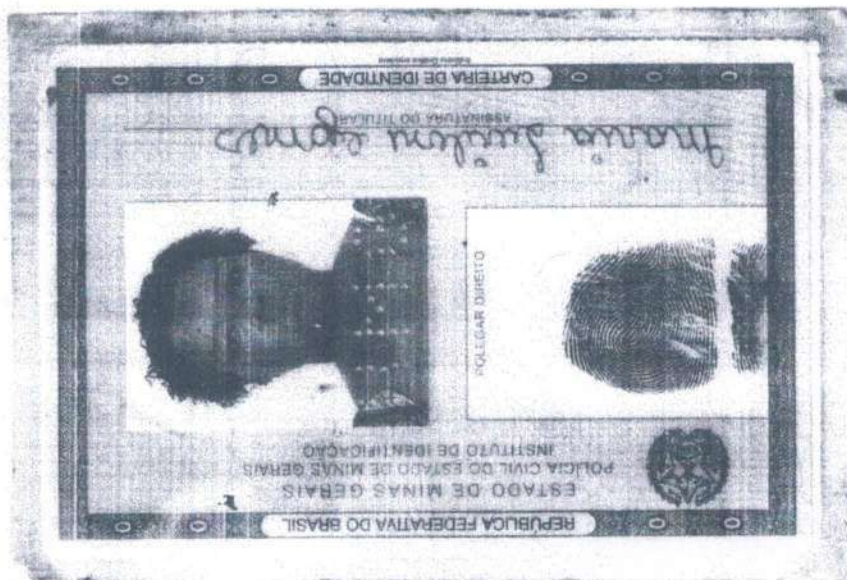 REPÚBLICA FEDERATIVA DO BRASIL
ESTADO DE MINAS GERAIS
POLÍCIA CIVIL DO ESTADO DE MINAS GERAIS
INSTITUTO DE IDENTIFICAÇÃO
POLEGAR DIREITO
Maria Gomes
ASSINATURA DO TITULAR
CARTEIRA DE IDENTIDADE